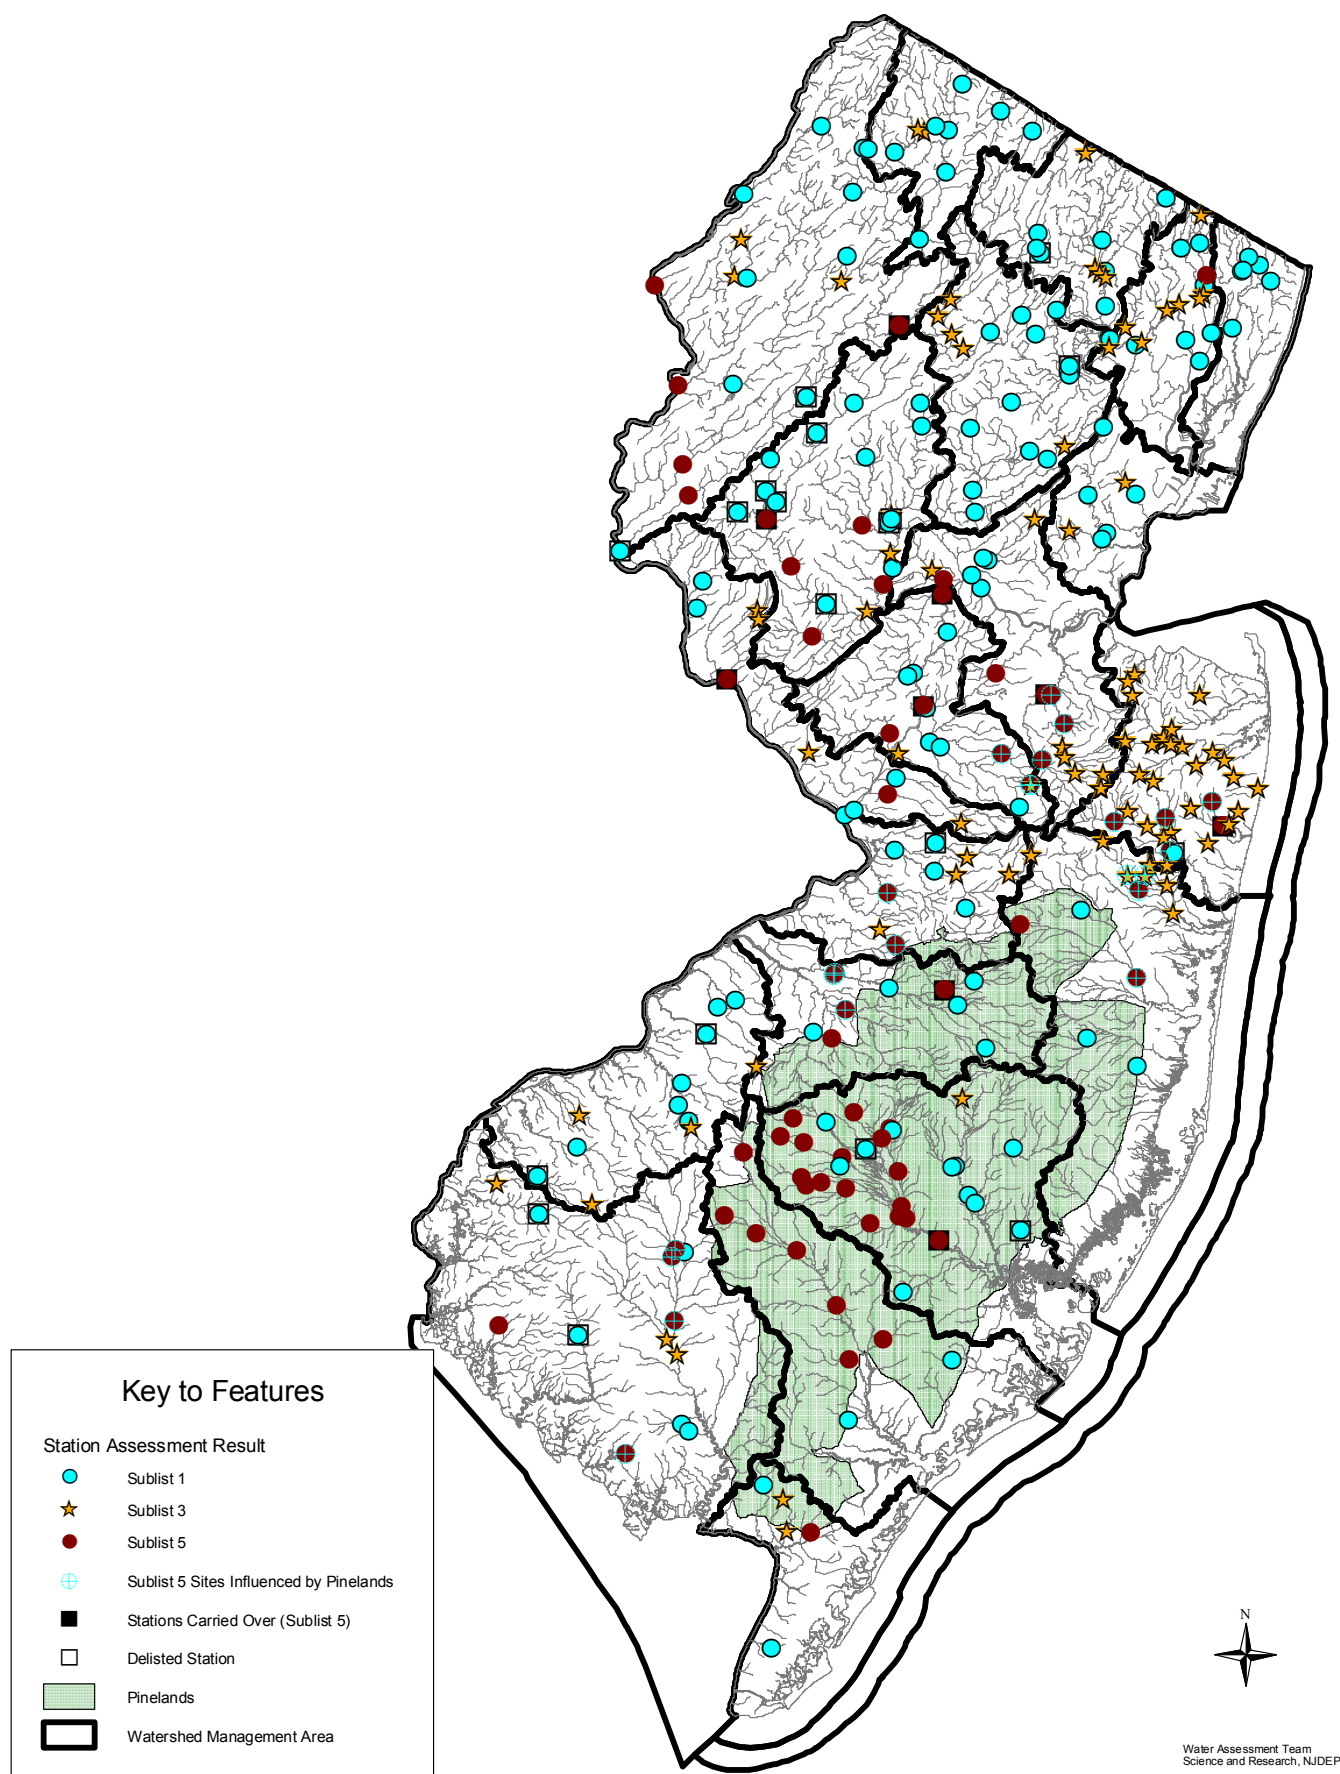 Key to Features
Station Assessment Result
Sublist 1
Sublist 3
Sublist 5
Sublist 5 Sites Influenced by Pinelands
Stations Carried Over (Sublist 5)
Delisted Station
Pinelands
Watershed Management Area
N
Water Assessment Team
Science and Research, NJDEP